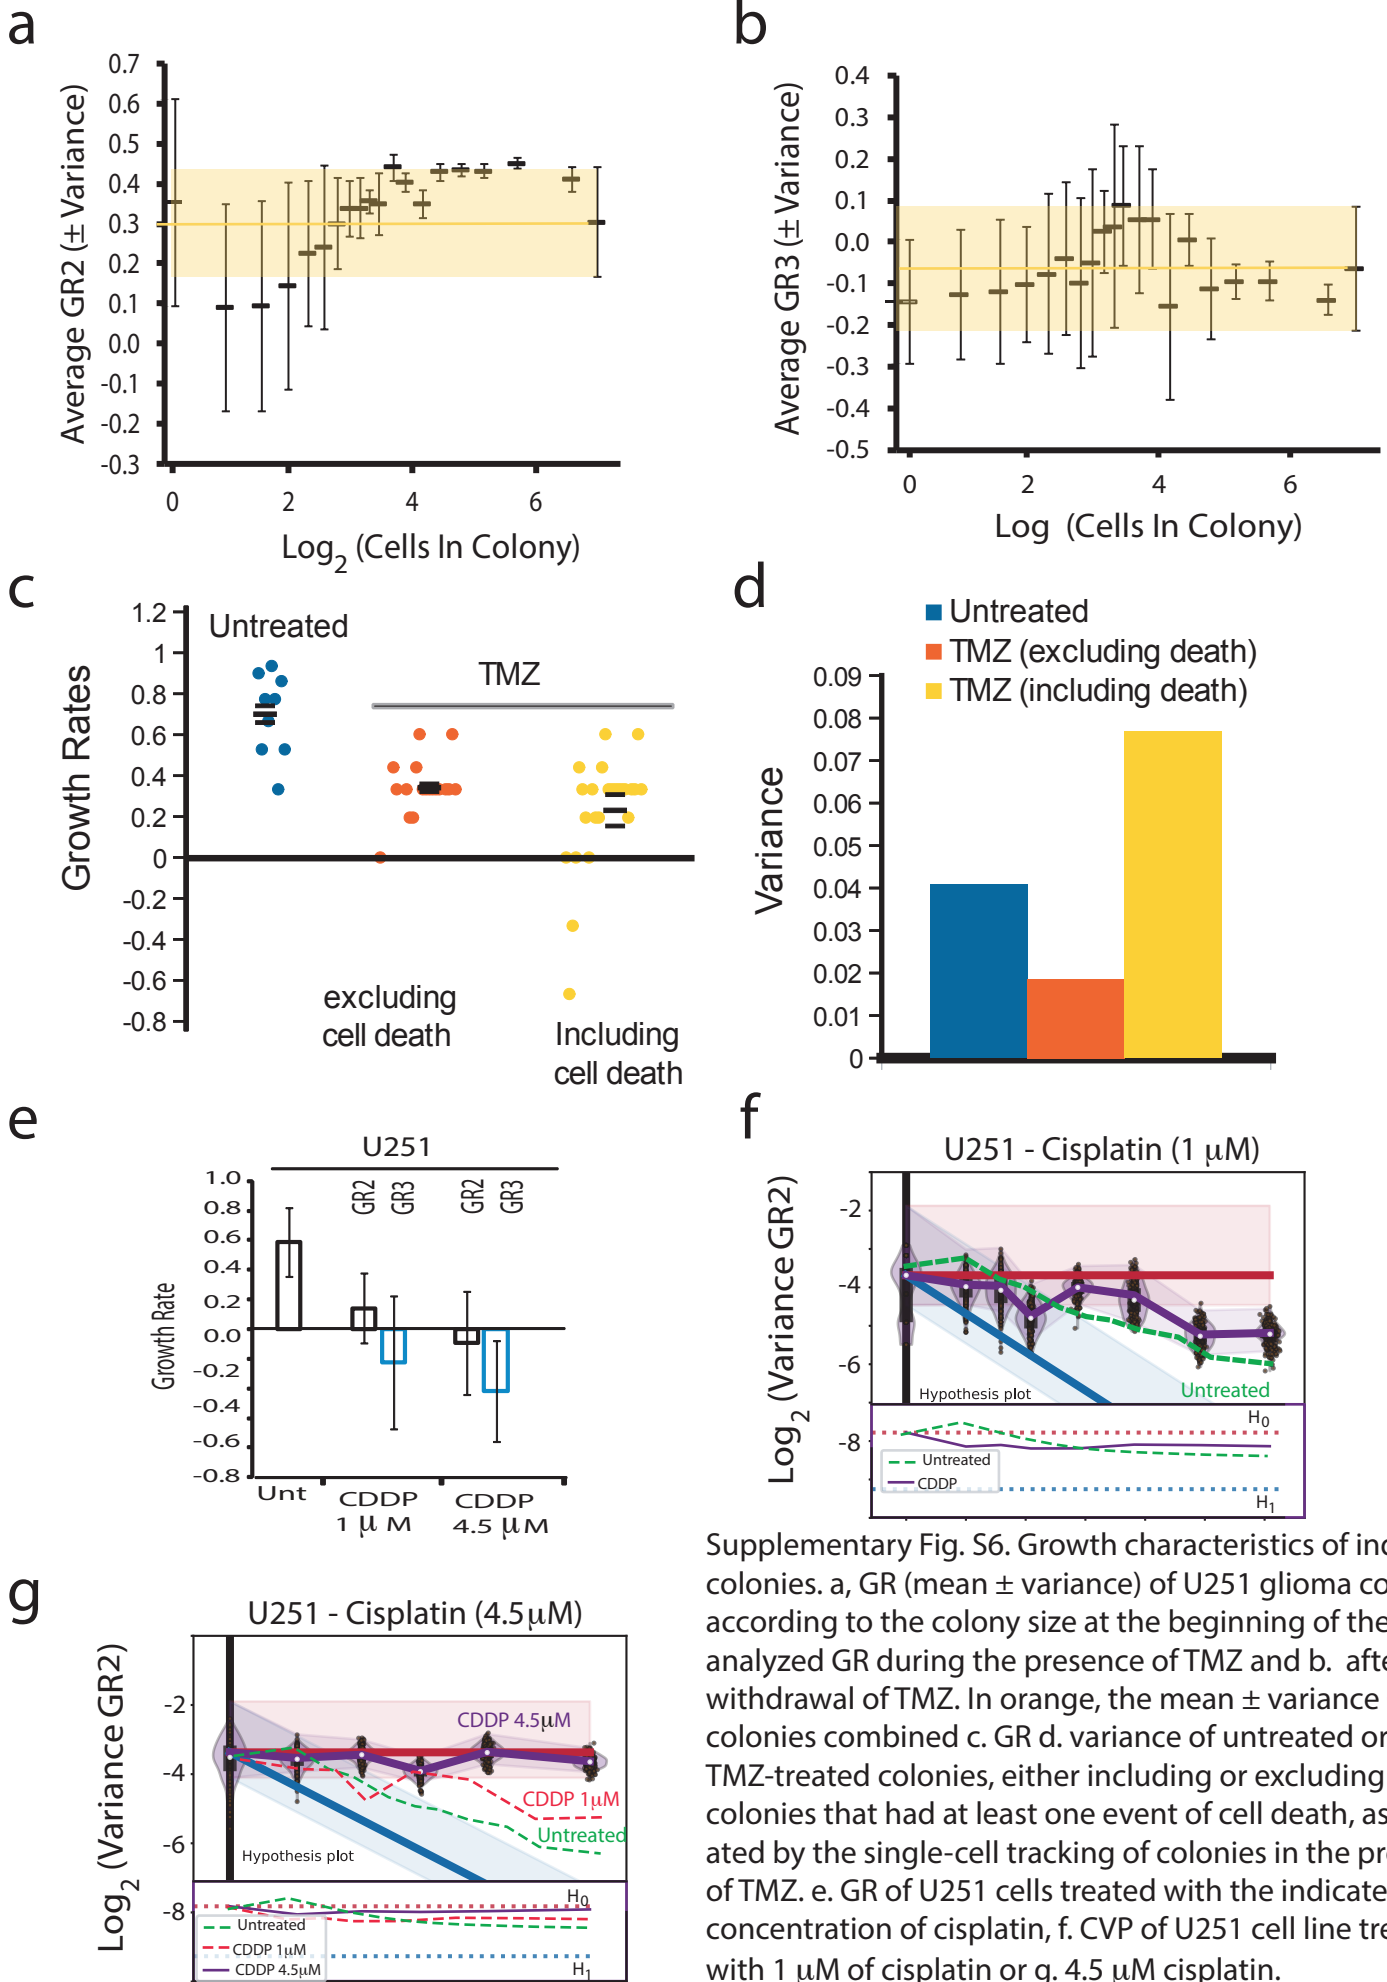 a
0.7
0.6
0.5
0.4
0.3
0.2
0.1
0.0
-0.1
-0.2
-0.3
Average GR2 (± Variance)
0 2 4 6
Log2 (Cells In Colony)
b
0.4
0.3
0.2
0.1
0.0
-0.1
-0.2
-0.3
-0.4
-0.5
Average GR3 (± Variance)
0 2 4 6
Log (Cells In Colony)
c
1.2
1
0.8
0.6
0.4
0.2
0
-0.2
-0.4
-0.6
-0.8
Growth Rates
Untreated
TMZ
excluding
cell death
Including
cell death
d
Untreated
TMZ (excluding death)
TMZ (including death)
0.09
0.08
0.07
0.06
0.05
0.04
0.03
0.02
0.01
0
Variance
e
U251
1.0
0.8
0.6
0.4
0.2
0.0
-0.2
-0.4
-0.6
-0.8
Growth Rate
GR2 GR3 GR2 GR3
Unt
CDDP
1 μ M
CDDP
4.5 μM
f
U251 - Cisplatin (1 μM)
Log2 (Variance GR2)
-2
-4
-6
-8
Untreated
Hypothesis plot
H0
Untreated
CDDP
H1
g
U251 - Cisplatin (4.5μM)
Log2 (Variance GR2)
-2
-4
-6
-8
CDDP 4.5μM
CDDP 1μM
Untreated
Hypothesis plot
H0
Untreated
CDDP 1μM
CDDP 4.5μM
H1
Supplementary Fig. S6. Growth characteristics of in
colonies. a, GR (mean ± variance) of U251 glioma co
according to the colony size at the beginning of the
analyzed GR during the presence of TMZ and b. afte
withdrawal of TMZ. In orange, the mean ± variance
colonies combined c. GR d. variance of untreated or
TMZ-treated colonies, either including or excluding
colonies that had at least one event of cell death, as
ated by the single-cell tracking of colonies in the pr
of TMZ. e. GR of U251 cells treated with the indicate
concentration of cisplatin, f. CVP of U251 cell line tre
with 1 μM of cisplatin or g. 4.5 μM cisplatin.